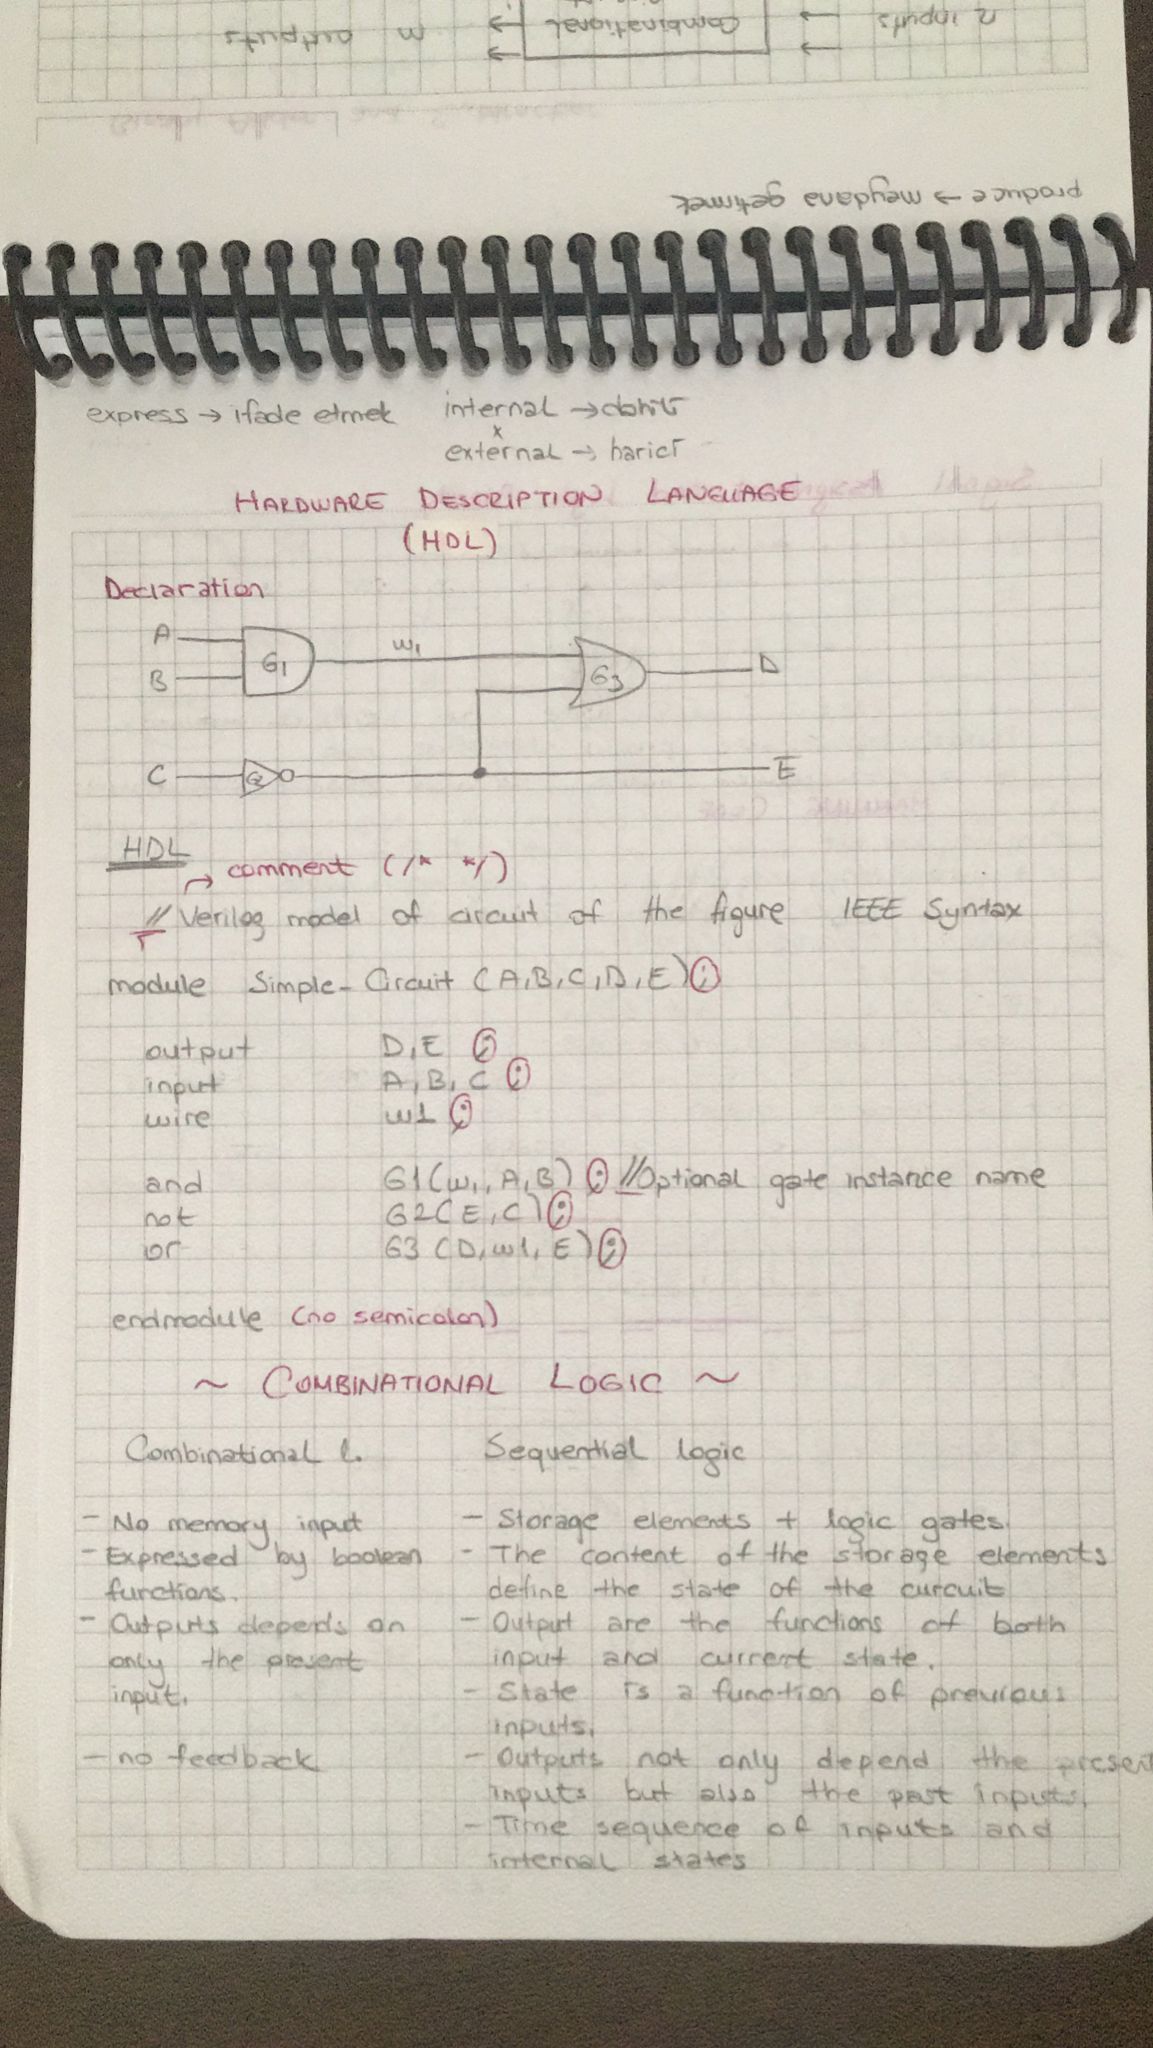 n inputs
Combinational
m outputs
produce → meydana getirmek
express → ifade etmek internal → dahili
x
external → harici
HARDWARE DESCRIPTION LANGUAGE
(HDL)
Declaration
A
B
G1
w1
G3
D
C
G2
E
HDL
→ comment (/* */)
// Verilog model of circuit of the figure IEEE Syntax
module Simple-Circuit (A,B,C,D,E);
output D,E ;
input A,B,C ;
wire w1 ;
and G1(w1,A,B) ; //Optional gate instance name
not G2(E,C) ;
or G3 (D,w1,E) ;
endmodule (no semicolon)
~ COMBINATIONAL LOGIC ~
Combinational l. Sequential logic
- No memory input
- Expressed by boolean
functions.
- Outputs depends on
only the present
input.
- no feedback
- Storage elements + logic gates.
- The content of the storage elements
define the state of the curcuit
- Output are the functions of both
input and current state.
- State is a function of previous
inputs.
- Outputs not only depend the present
inputs but also the past inputs.
- Time sequence of inputs and
internal states